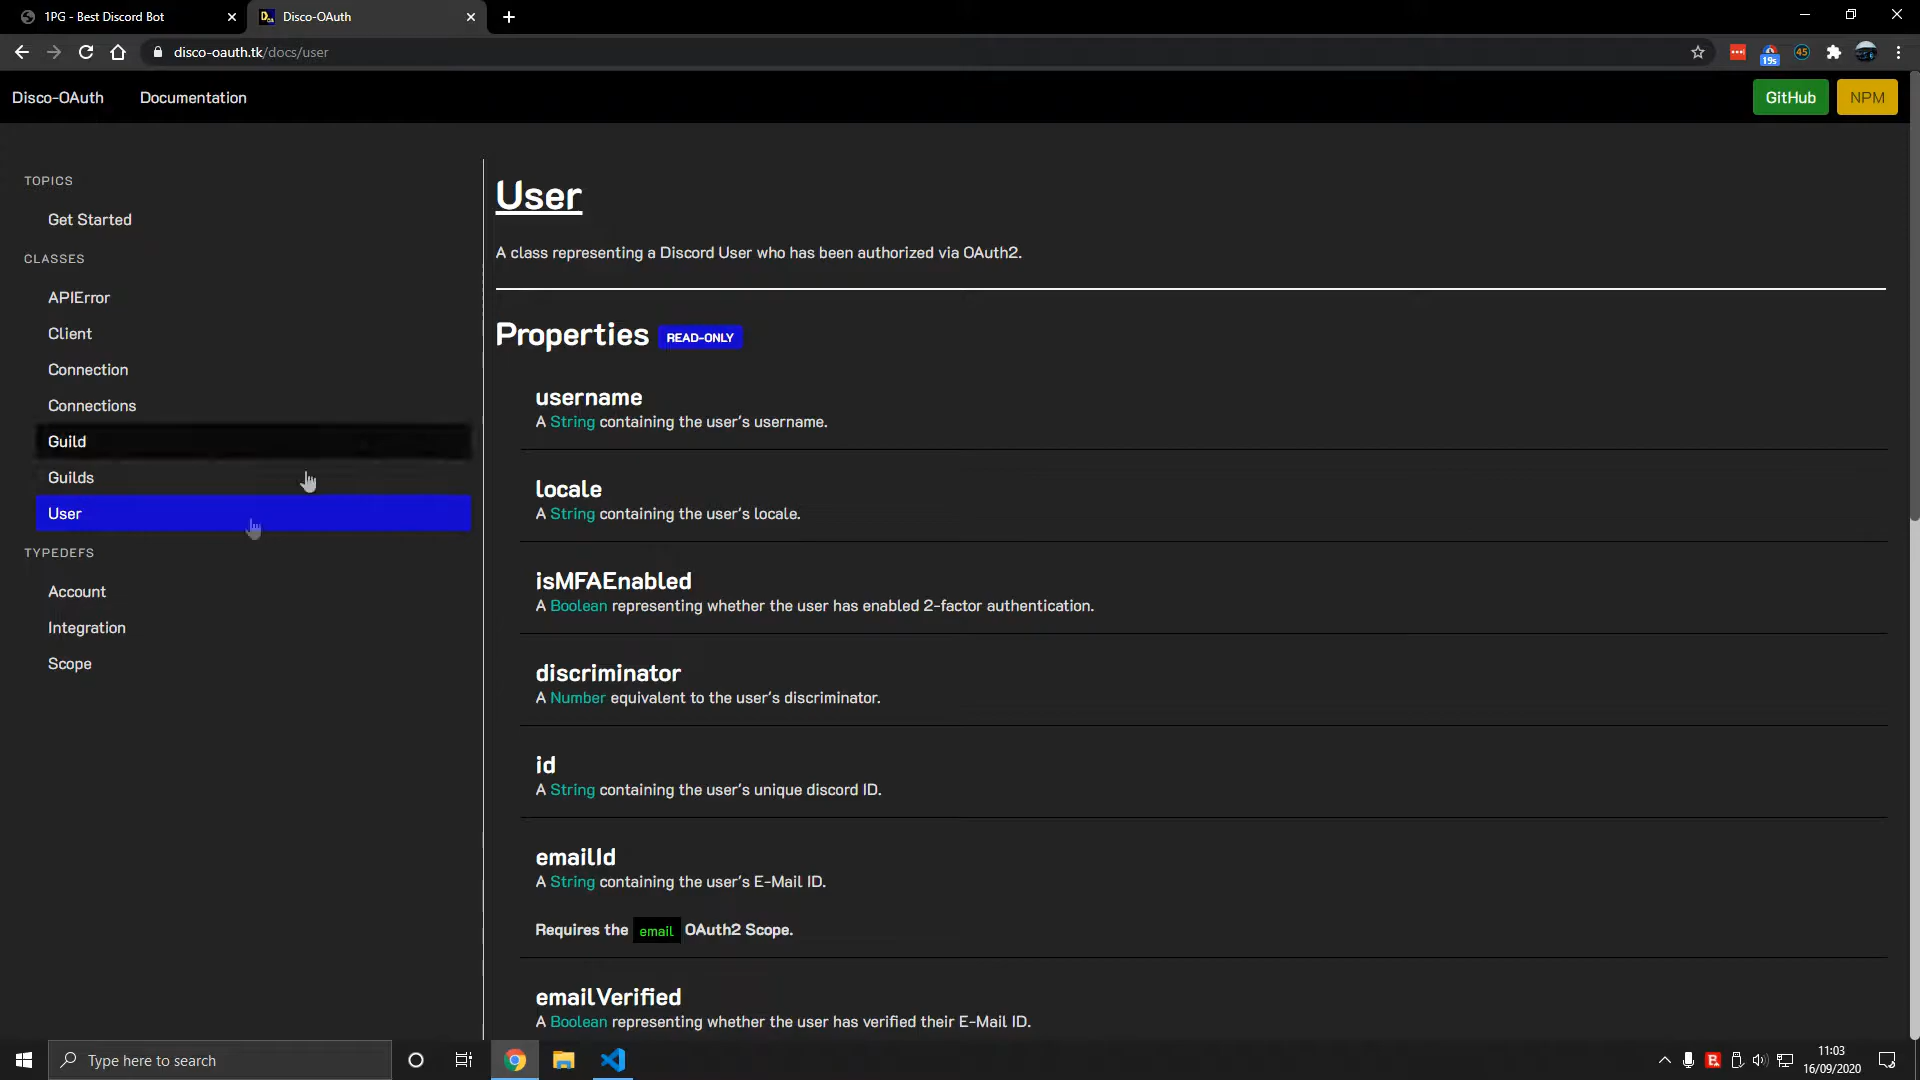 1PG - Best Discord Bot
Disco-OAuth
disco-oauth.tk/docs/user
19s
45
Disco-OAuth
Documentation
GitHub
NPM
TOPICS
Get Started
CLASSES
APIError
Client
Connection
Connections
Guild
Guilds
User
TYPEDEFS
Account
Integration
Scope
User
A class representing a Discord User who has been authorized via OAuth2.
Properties READ-ONLY
username
A String containing the user's username.
locale
A String containing the user's locale.
isMFAEnabled
A Boolean representing whether the user has enabled 2-factor authentication.
discriminator
A Number equivalent to the user's discriminator.
id
A String containing the user's unique discord ID.
emailId
A String containing the user's E-Mail ID.
Requires the email OAuth2 Scope.
emailVerified
A Boolean representing whether the user has verified their E-Mail ID.
Type here to search
11:03
16/09/2020